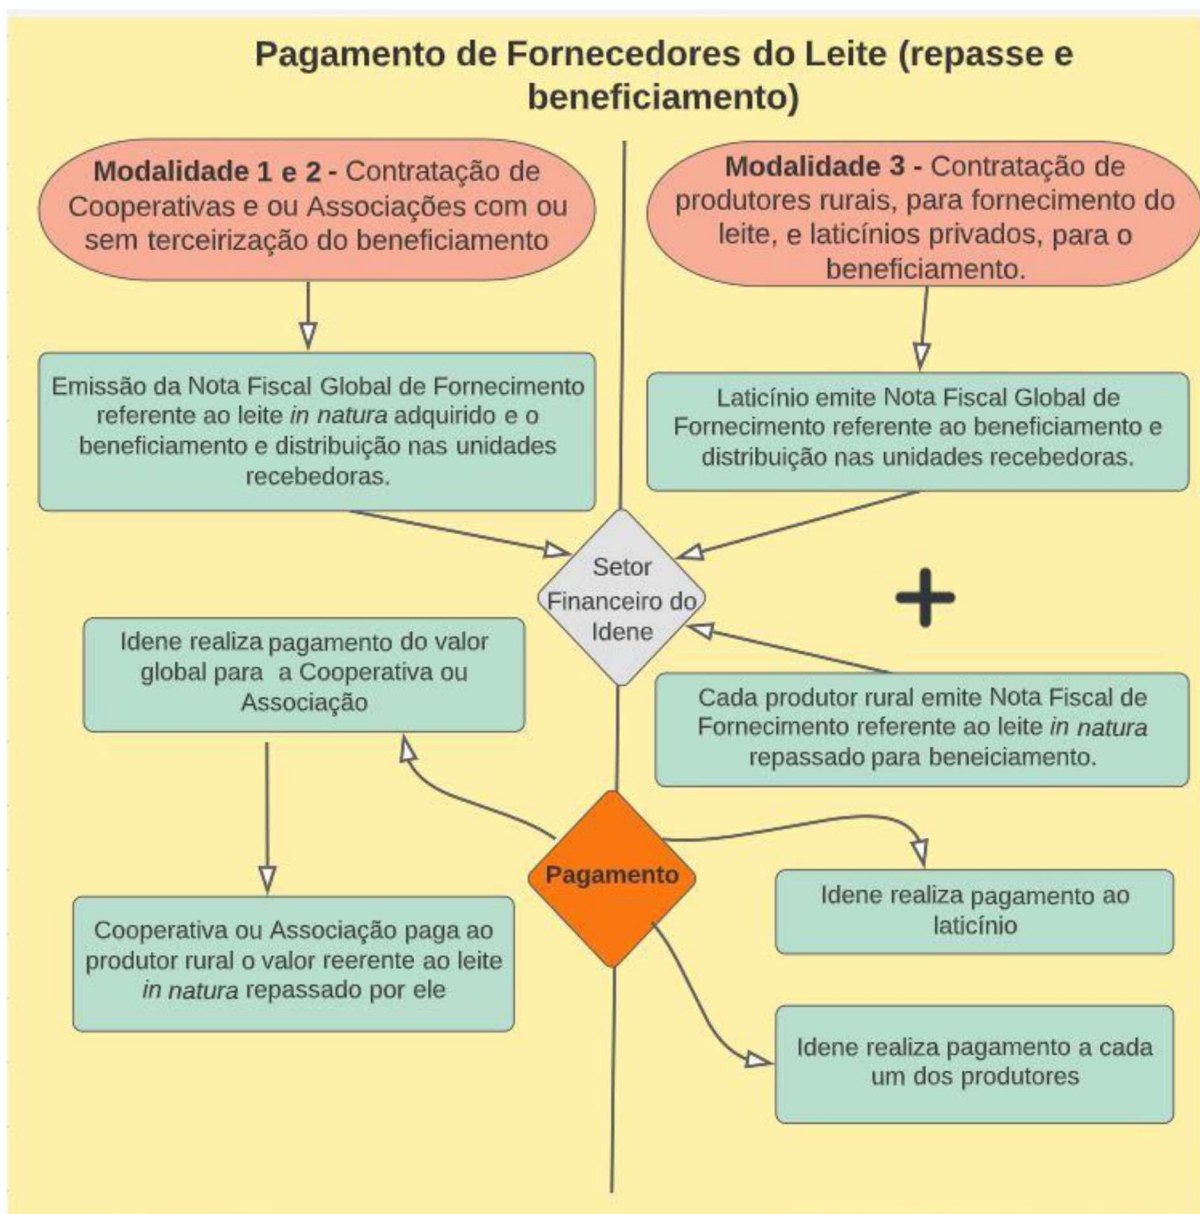 Pagamento de Fornecedores do Leite (repasse e
beneficiamento)
Modalidade 1 e 2 - Contratação de
Cooperativas e ou Associações com ou
sem terceirização do beneficiamento
Emissão da Nota Fiscal Global de Fornecimento
referente ao leite in natura adquirido e o
beneficiamento e distribuição nas unidades
recebedoras.
Modalidade 3 - Contratação de
produtores rurais, para fornecimento do
leite, e laticínios privados, para o
beneficiamento.
Laticínio emite Nota Fiscal Global de
Fornecimento referente ao beneficiamento e
distribuição nas unidades recebedoras.
Setor
Financeiro do
Idene
+
Cada produtor rural emite Nota Fiscal de
Fornecimento referente ao leite in natura
repassado para beneiciamento.
Idene realiza pagamento do valor
global para a Cooperativa ou
Associação
Pagamento
Cooperativa ou Associação paga ao
produtor rural o valor reerente ao leite
in natura repassado por ele
Idene realiza pagamento ao
laticínio
Idene realiza pagamento a cada
um dos produtores